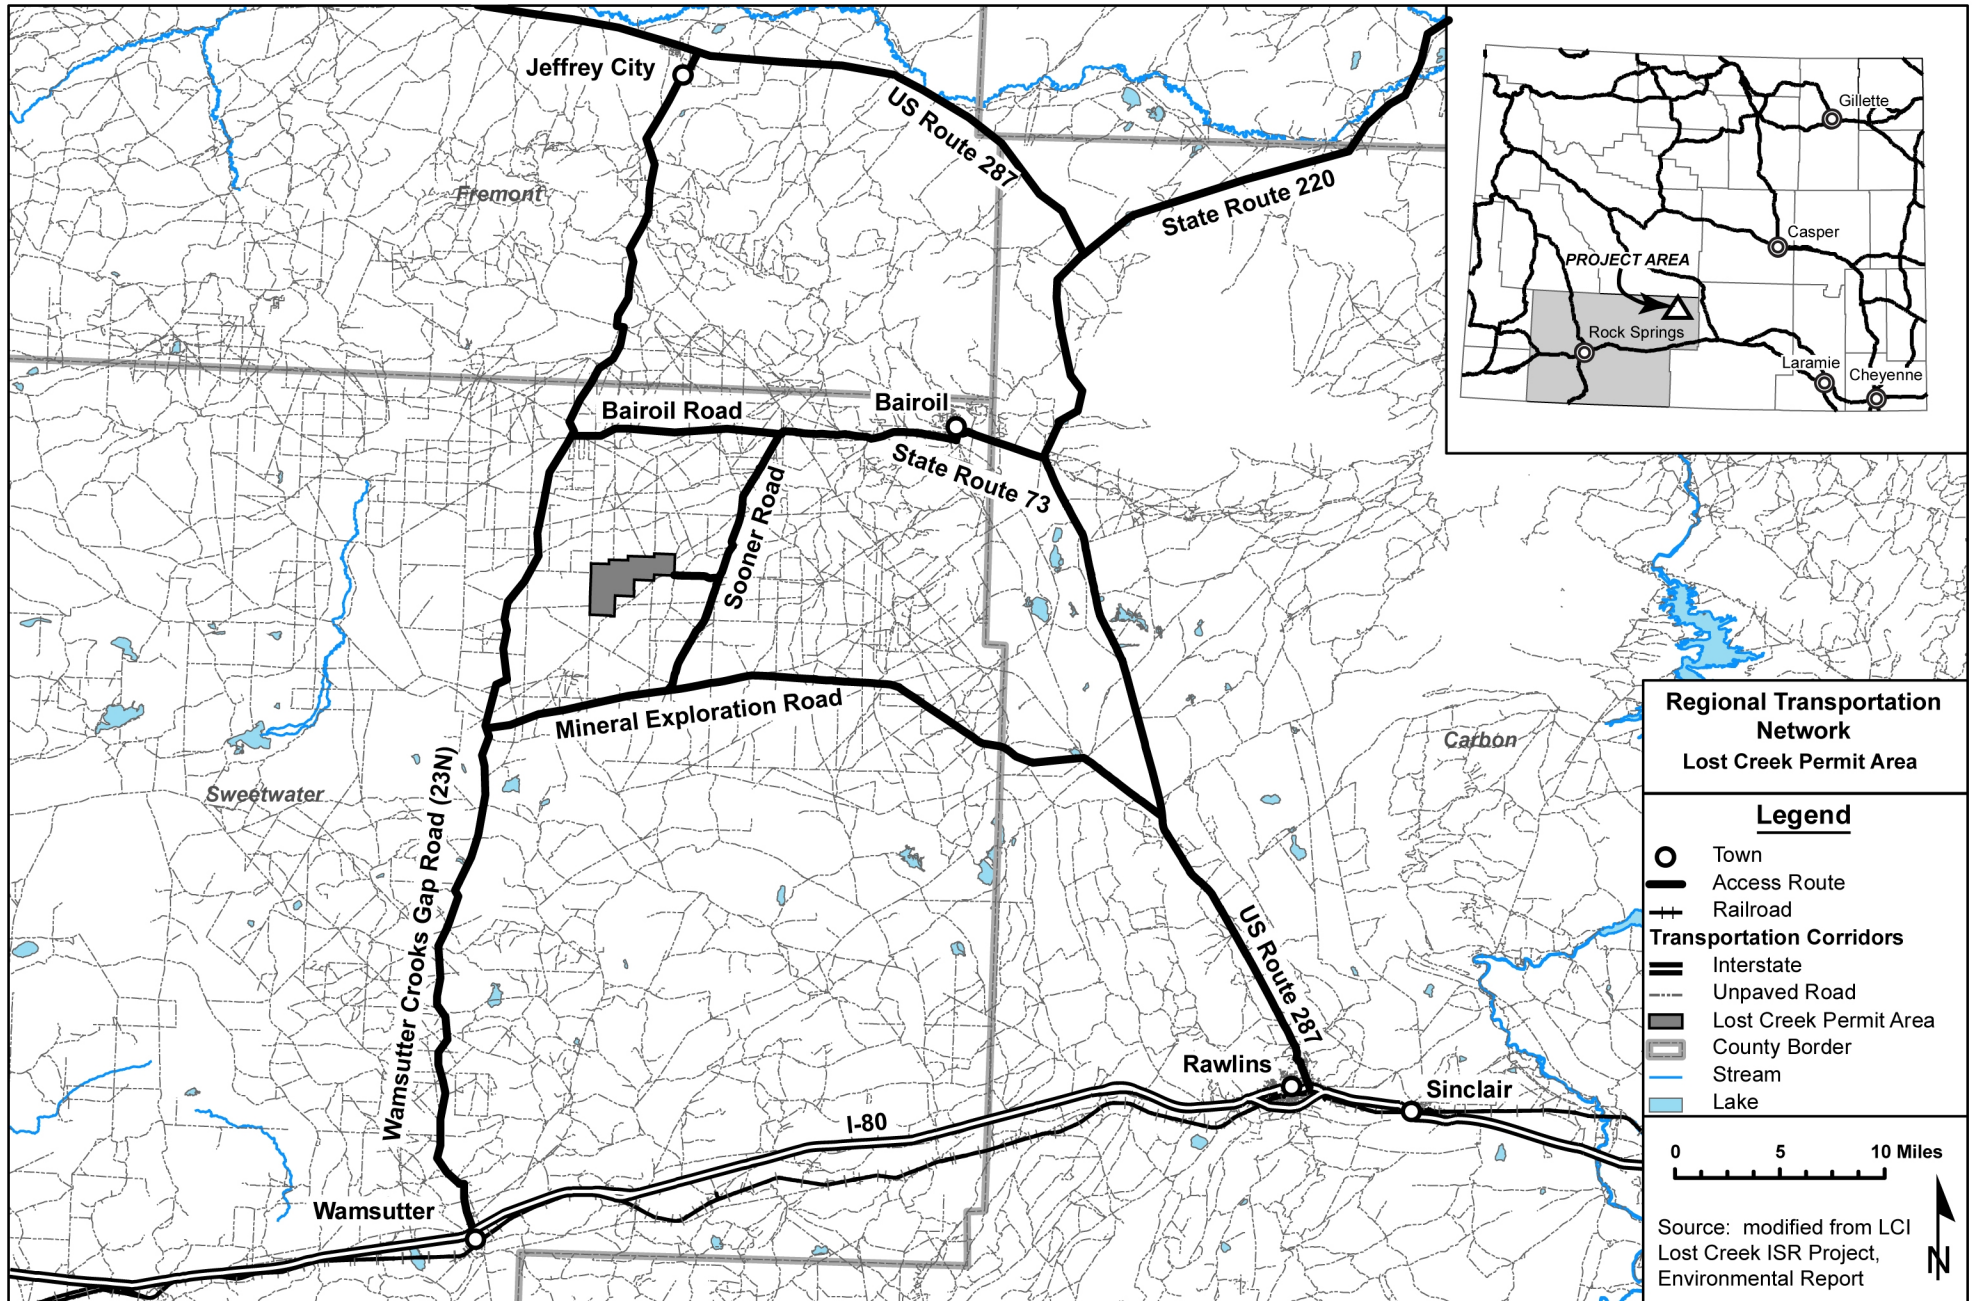 Jeffrey City
US Route 287
State Route 220
Fremont
Bairoil Road
Bairoil
State Route 73
Sooner Road
Mineral Exploration Road
Wamsutter Crooks Gap Road (23N)
Sweetwater
Carbon
US Route 287
Rawlins
Sinclair
I-80
Wamsutter
Gillette
Casper
PROJECT AREA
Rock Springs
Laramie
Cheyenne
Regional Transportation
Network
Lost Creek Permit Area
Legend
Town
Access Route
Railroad
Transportation Corridors
Interstate
Unpaved Road
Lost Creek Permit Area
County Border
Stream
Lake
0 5 10 Miles
Source: modified from LCI
Lost Creek ISR Project,
Environmental Report
N